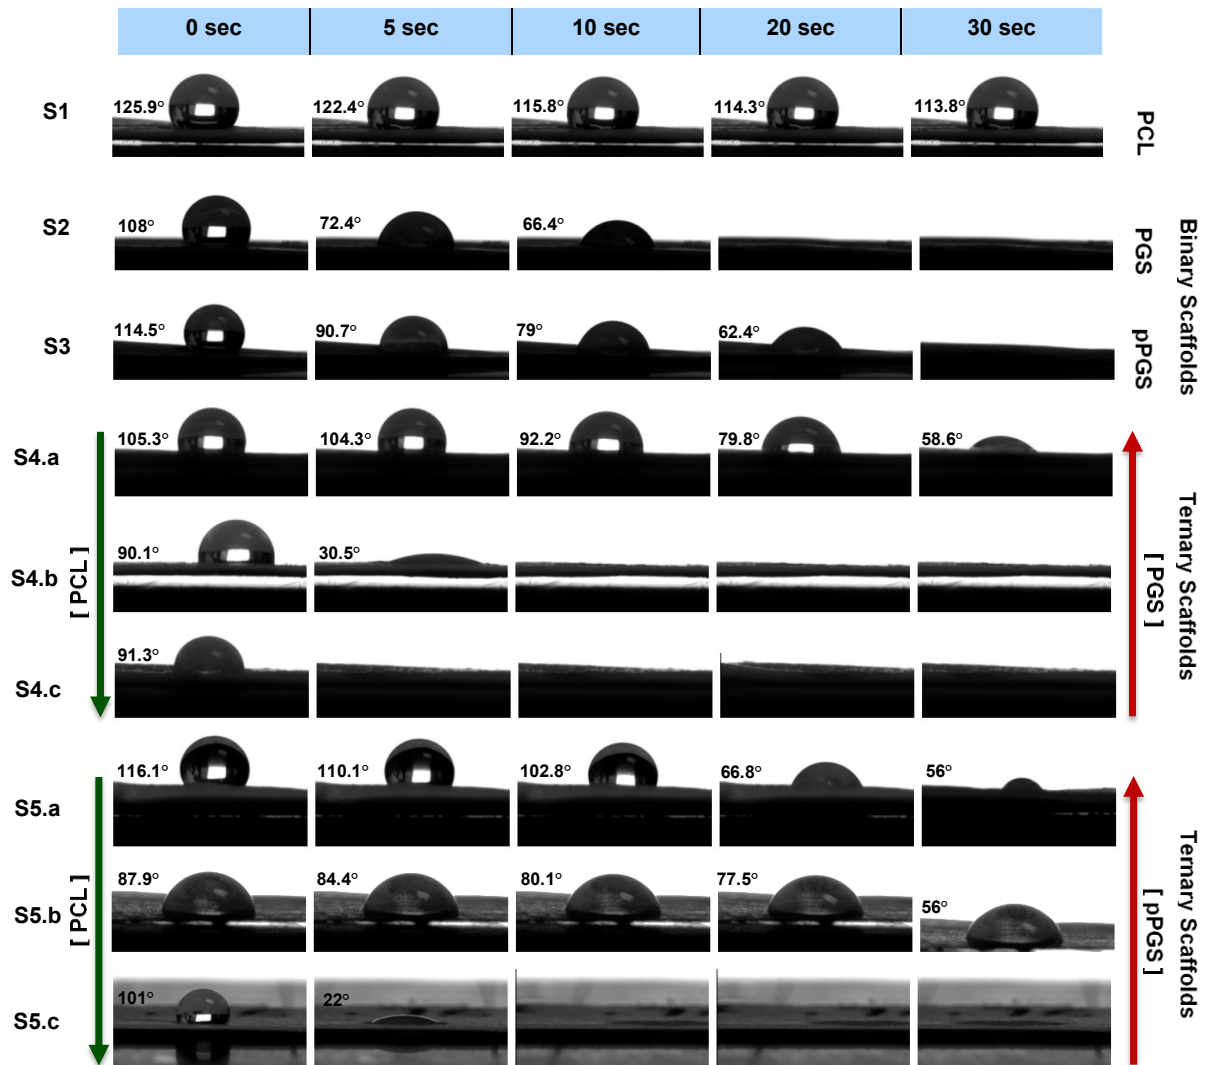 0 sec 5 sec 10 sec 20 sec 30 sec
S1 125.9° 122.4° 115.8° 114.3° 113.8° PCL
S2 108° 72.4° 66.4° PGS
Binary Scaffolds
S3 114.5° 90.7° 79° 62.4° pPGS
S4.a 105.3° 104.3° 92.2° 79.8° 58.6°
S4.b 90.1° 30.5°
[ PCL ]
[ PGS ]
Ternary Scaffolds
S4.c 91.3°
S5.a 116.1° 110.1° 102.8° 66.8° 56°
S5.b 87.9° 84.4° 80.1° 77.5° 56°
[ PCL ]
[ pPGS ]
Ternary Scaffolds
S5.c 101° 22°